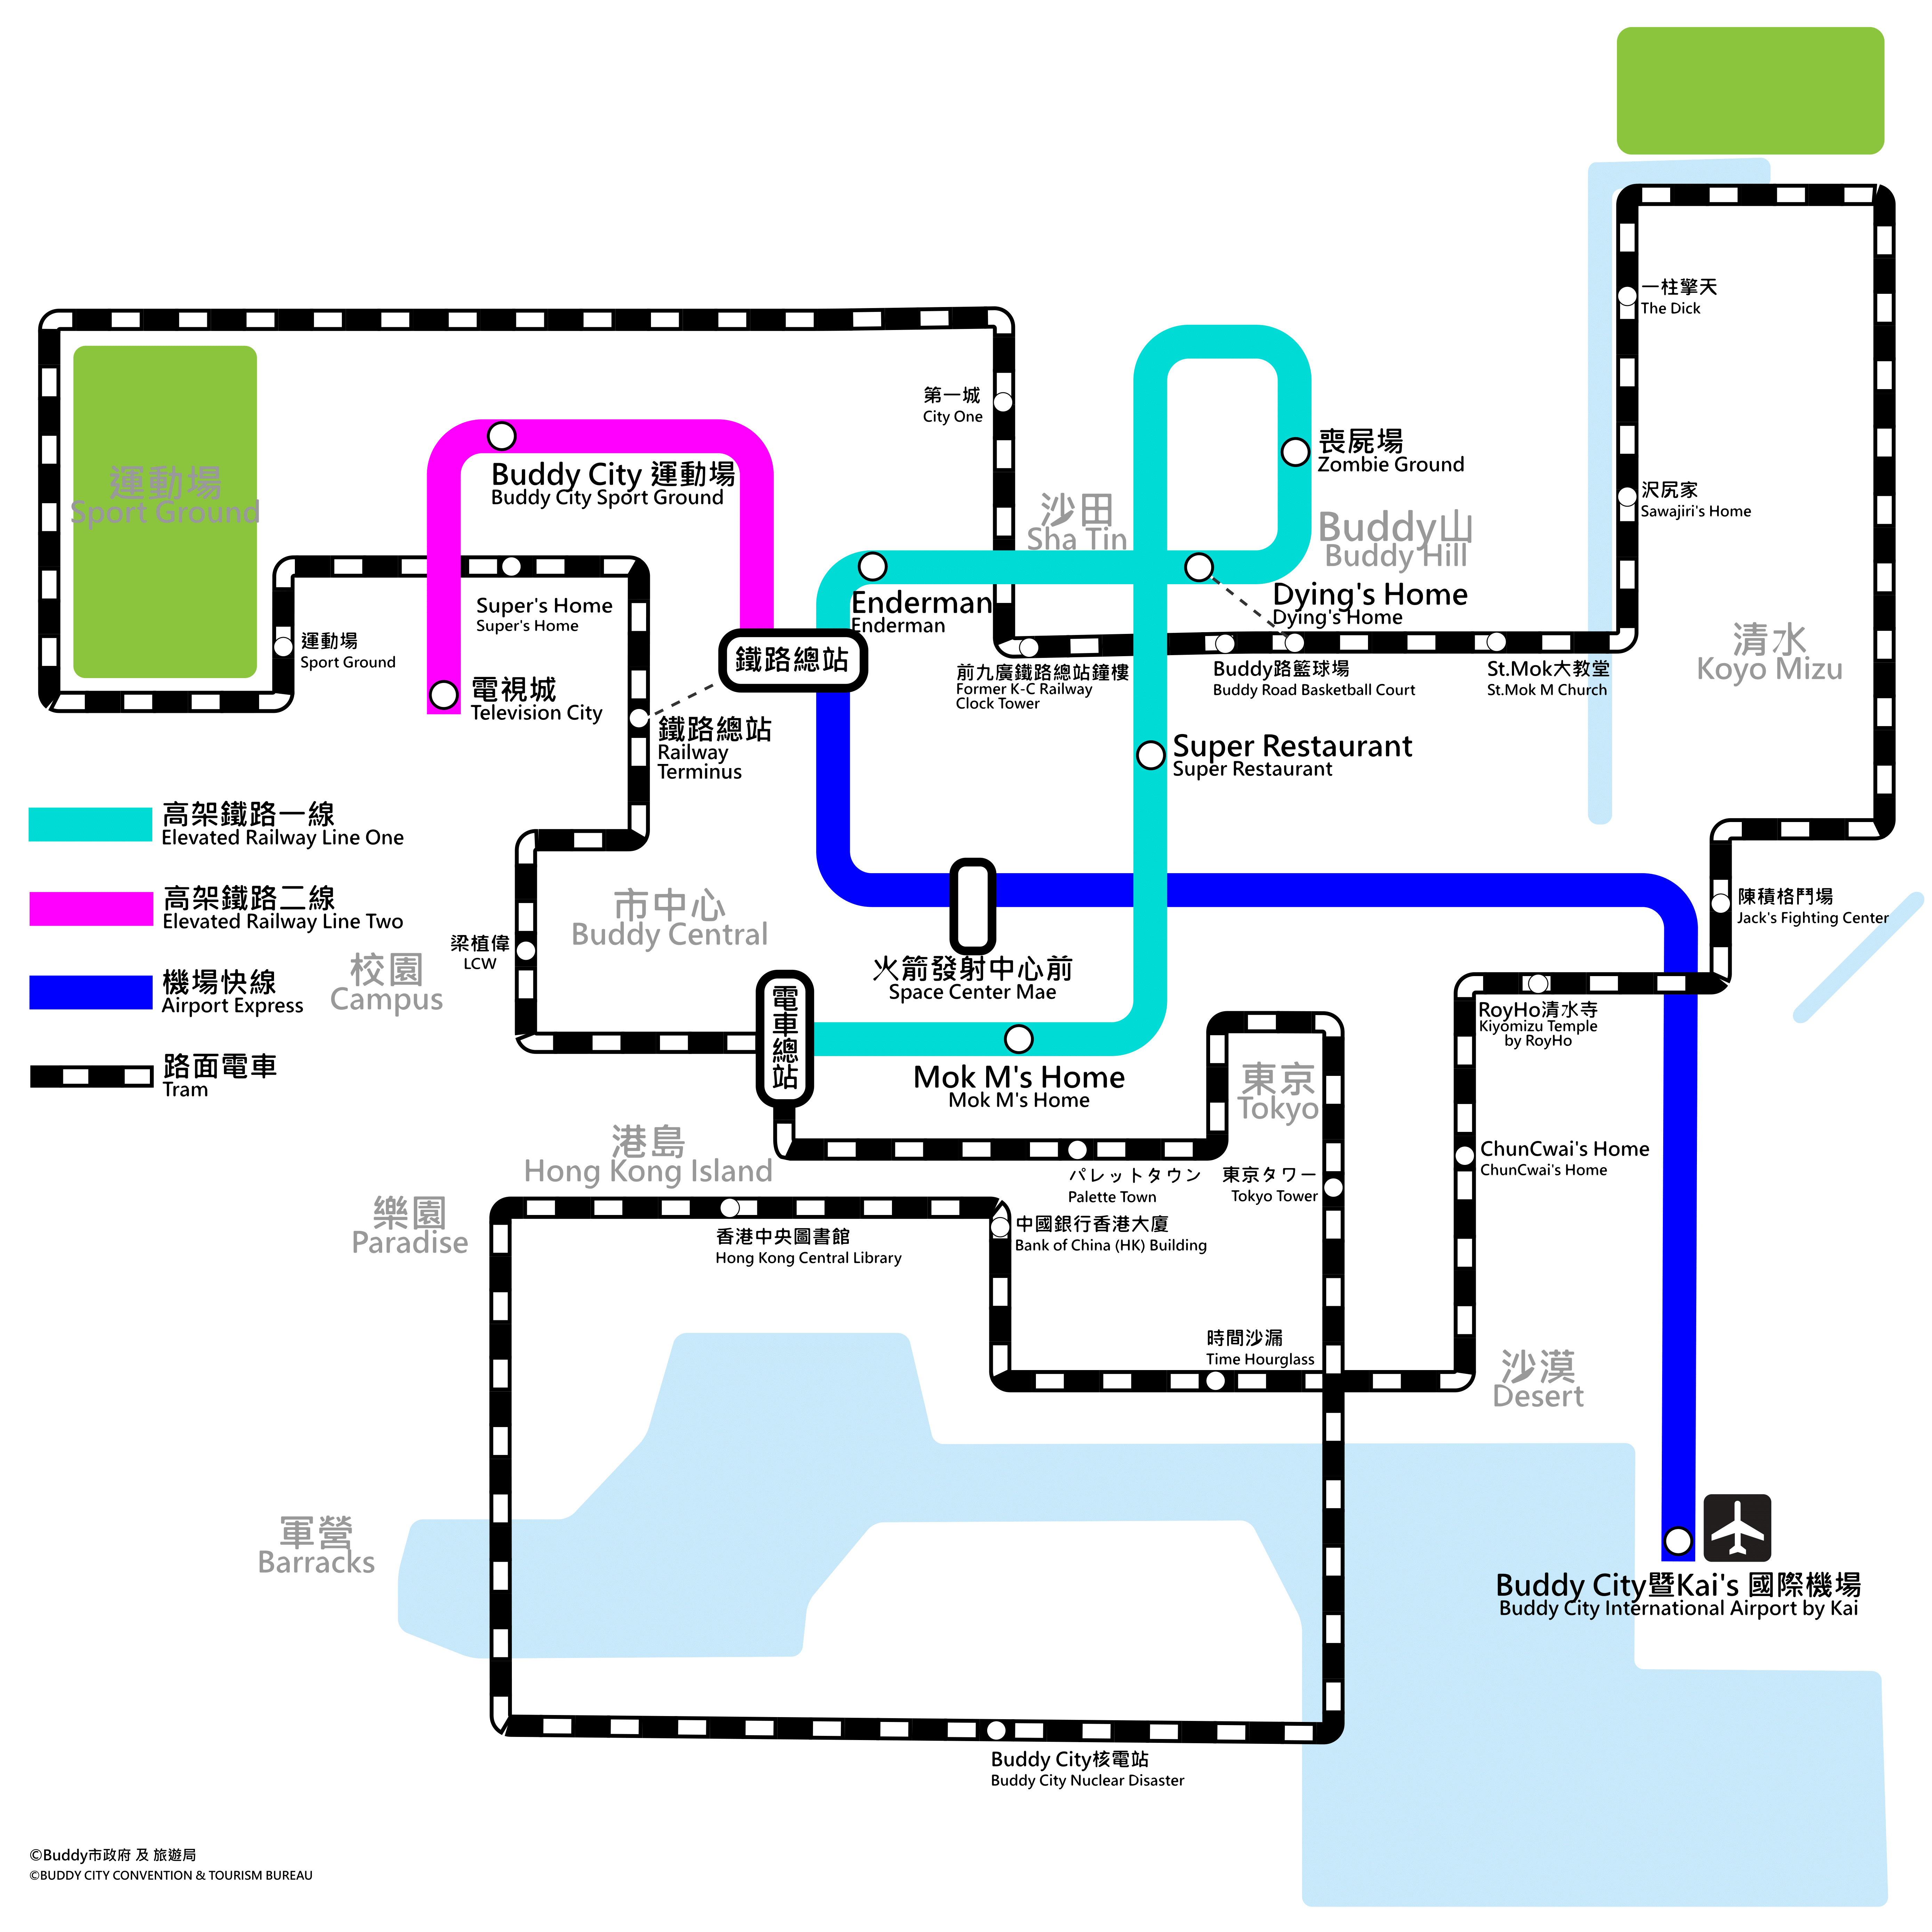 一柱擎天
The Dick
第一城
City One
喪屍場
Zombie Ground
Buddy City 運動場
Buddy City Sport Ground
運動場
Sport Ground
沢尻家
Sawajiri's Home
沙田
Sha Tin
Buddy山
Buddy Hill
Enderman
Enderman
Dying's Home
Dying's Home
Super's Home
Super's Home
運動場
Sport Ground
鐵路總站
清水
Koyo Mizu
前九廣鐵路總站鐘樓
Former K-C Railway
Clock Tower
Buddy路籃球場
Buddy Road Basketball Court
St.Mok大教堂
St.Mok M Church
電視城
Television City
鐵路總站
Railway
Terminus
Super Restaurant
Super Restaurant
高架鐵路一線
Elevated Railway Line One
高架鐵路二線
Elevated Railway Line Two
機場快線
Airport Express
路面電車
Tram
市中心
Buddy Central
陳積格鬥場
Jack's Fighting Center
梁植偉
LCW
校園
Campus
火箭發射中心前
Space Center Mae
電車總站
RoyHo清水寺
Kiyomizu Temple
by RoyHo
Mok M's Home
Mok M's Home
東京
Tokyo
港島
Hong Kong Island
ChunCwai's Home
ChunCwai's Home
パレットタウン
Palette Town
東京タワー
Tokyo Tower
樂園
Paradise
香港中央圖書館
Hong Kong Central Library
中國銀行香港大廈
Bank of China (HK) Building
時間沙漏
Time Hourglass
沙漠
Desert
軍營
Barracks
Buddy City暨Kai's 國際機場
Buddy City International Airport by Kai
Buddy City核電站
Buddy City Nuclear Disaster
©Buddy市政府 及 旅遊局
©BUDDY CITY CONVENTION & TOURISM BUREAU